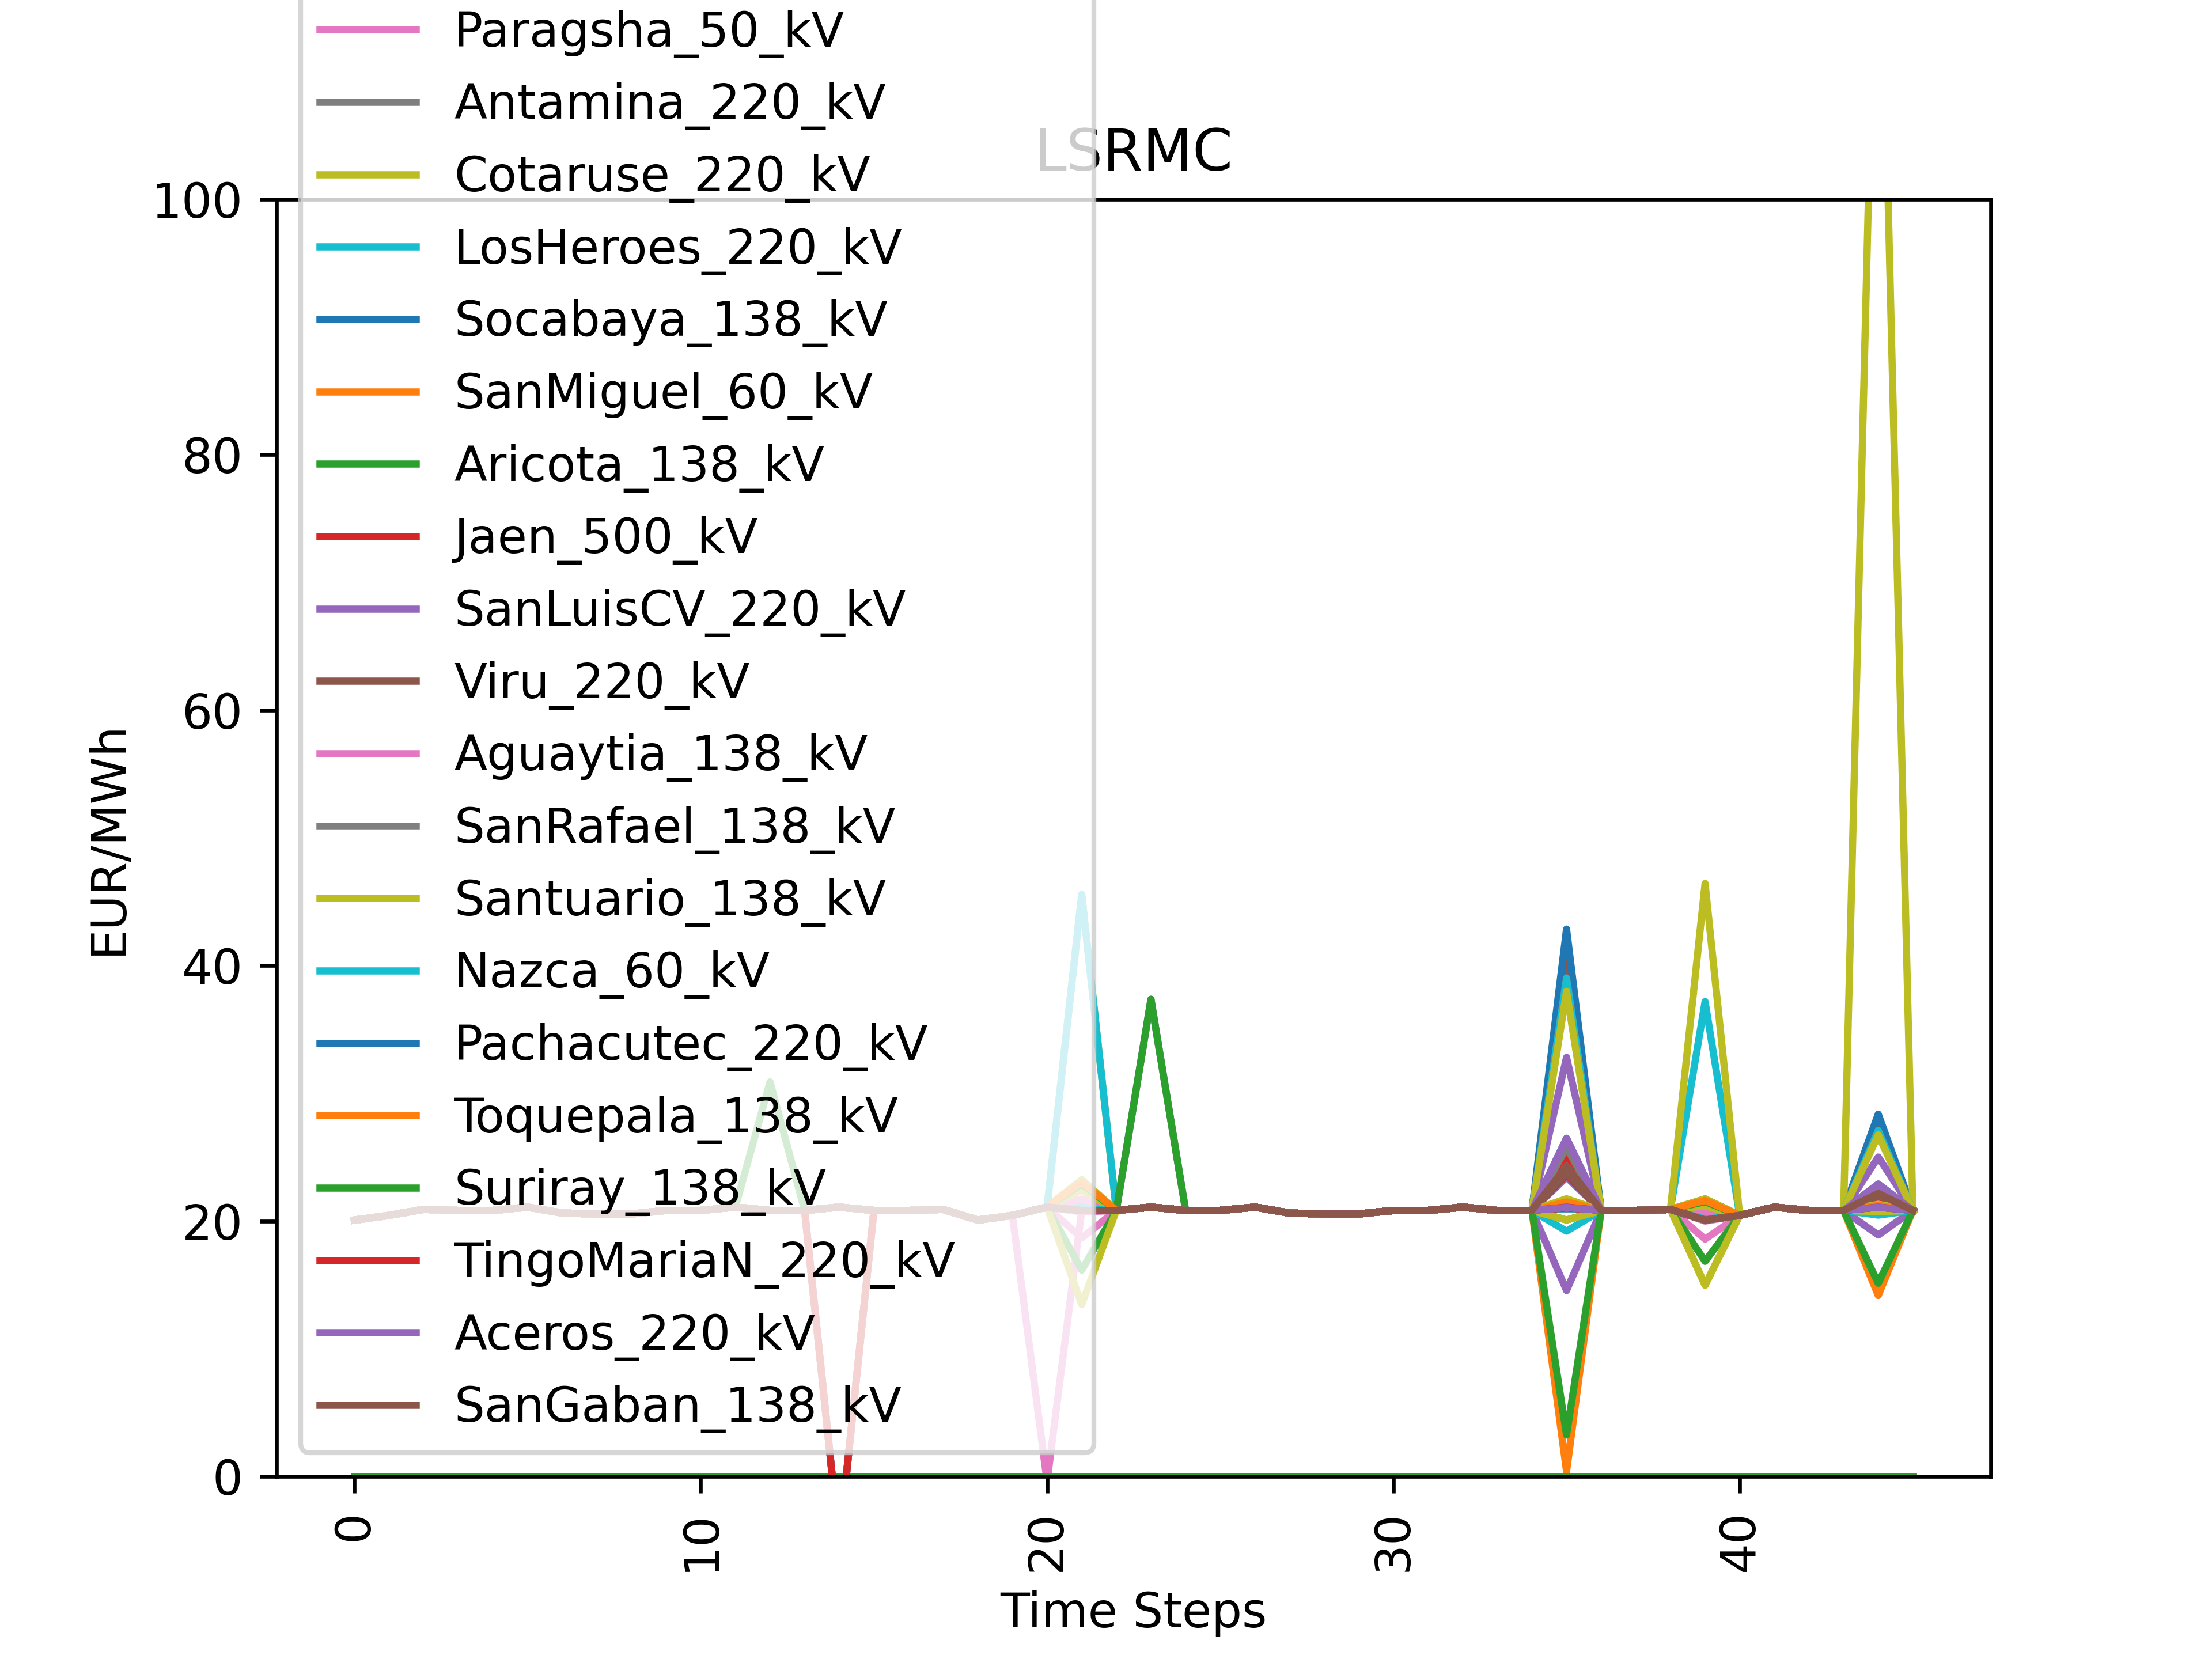 Paragsha_50_kV
Antamina_220_kV
LSRMC
Cotaruse_220_kV
LosHeroes_220_kV
Socabaya_138_kV
SanMiguel_60_kV
Aricota_138_kV
Jaen_500_kV
SanLuisCV_220_kV
Viru_220_kV
Aguaytia_138_kV
SanRafael_138_kV
Santuario_138_kV
Nazca_60_kV
Pachacutec_220_kV
Toquepala_138_kV
Suriray_138_kV
TingoMariaN_220_kV
Aceros_220_kV
SanGaban_138_kV
100
80
60
40
20
0
EUR/MWh
0
10
20
30
40
Time Steps